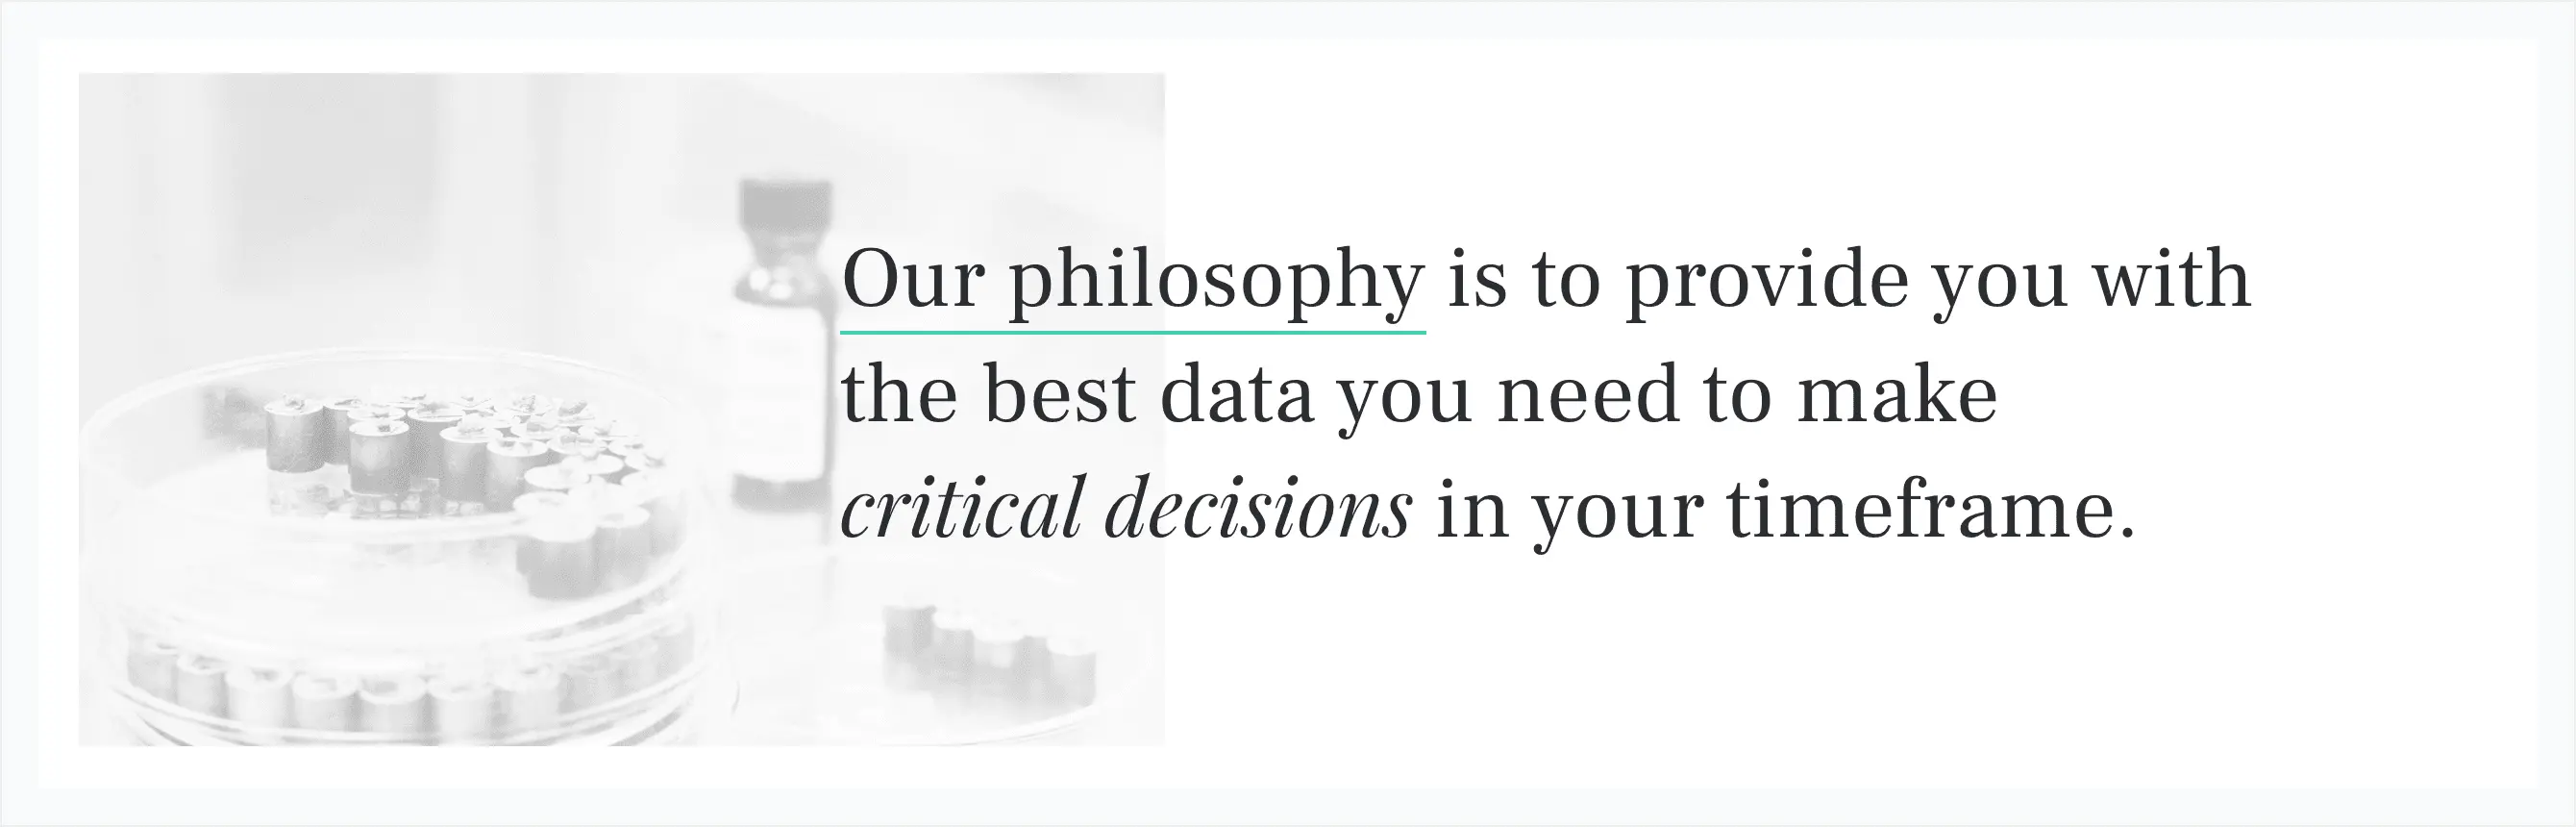 Our philosophy is to provide you with
the best data you need to make
critical decisions in your timeframe.